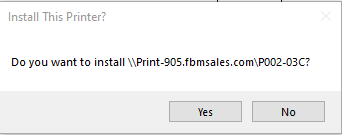 Install This Printer?
Do you want to install \\Print-905.fbmsales.com\P002-03C?
Yes
No